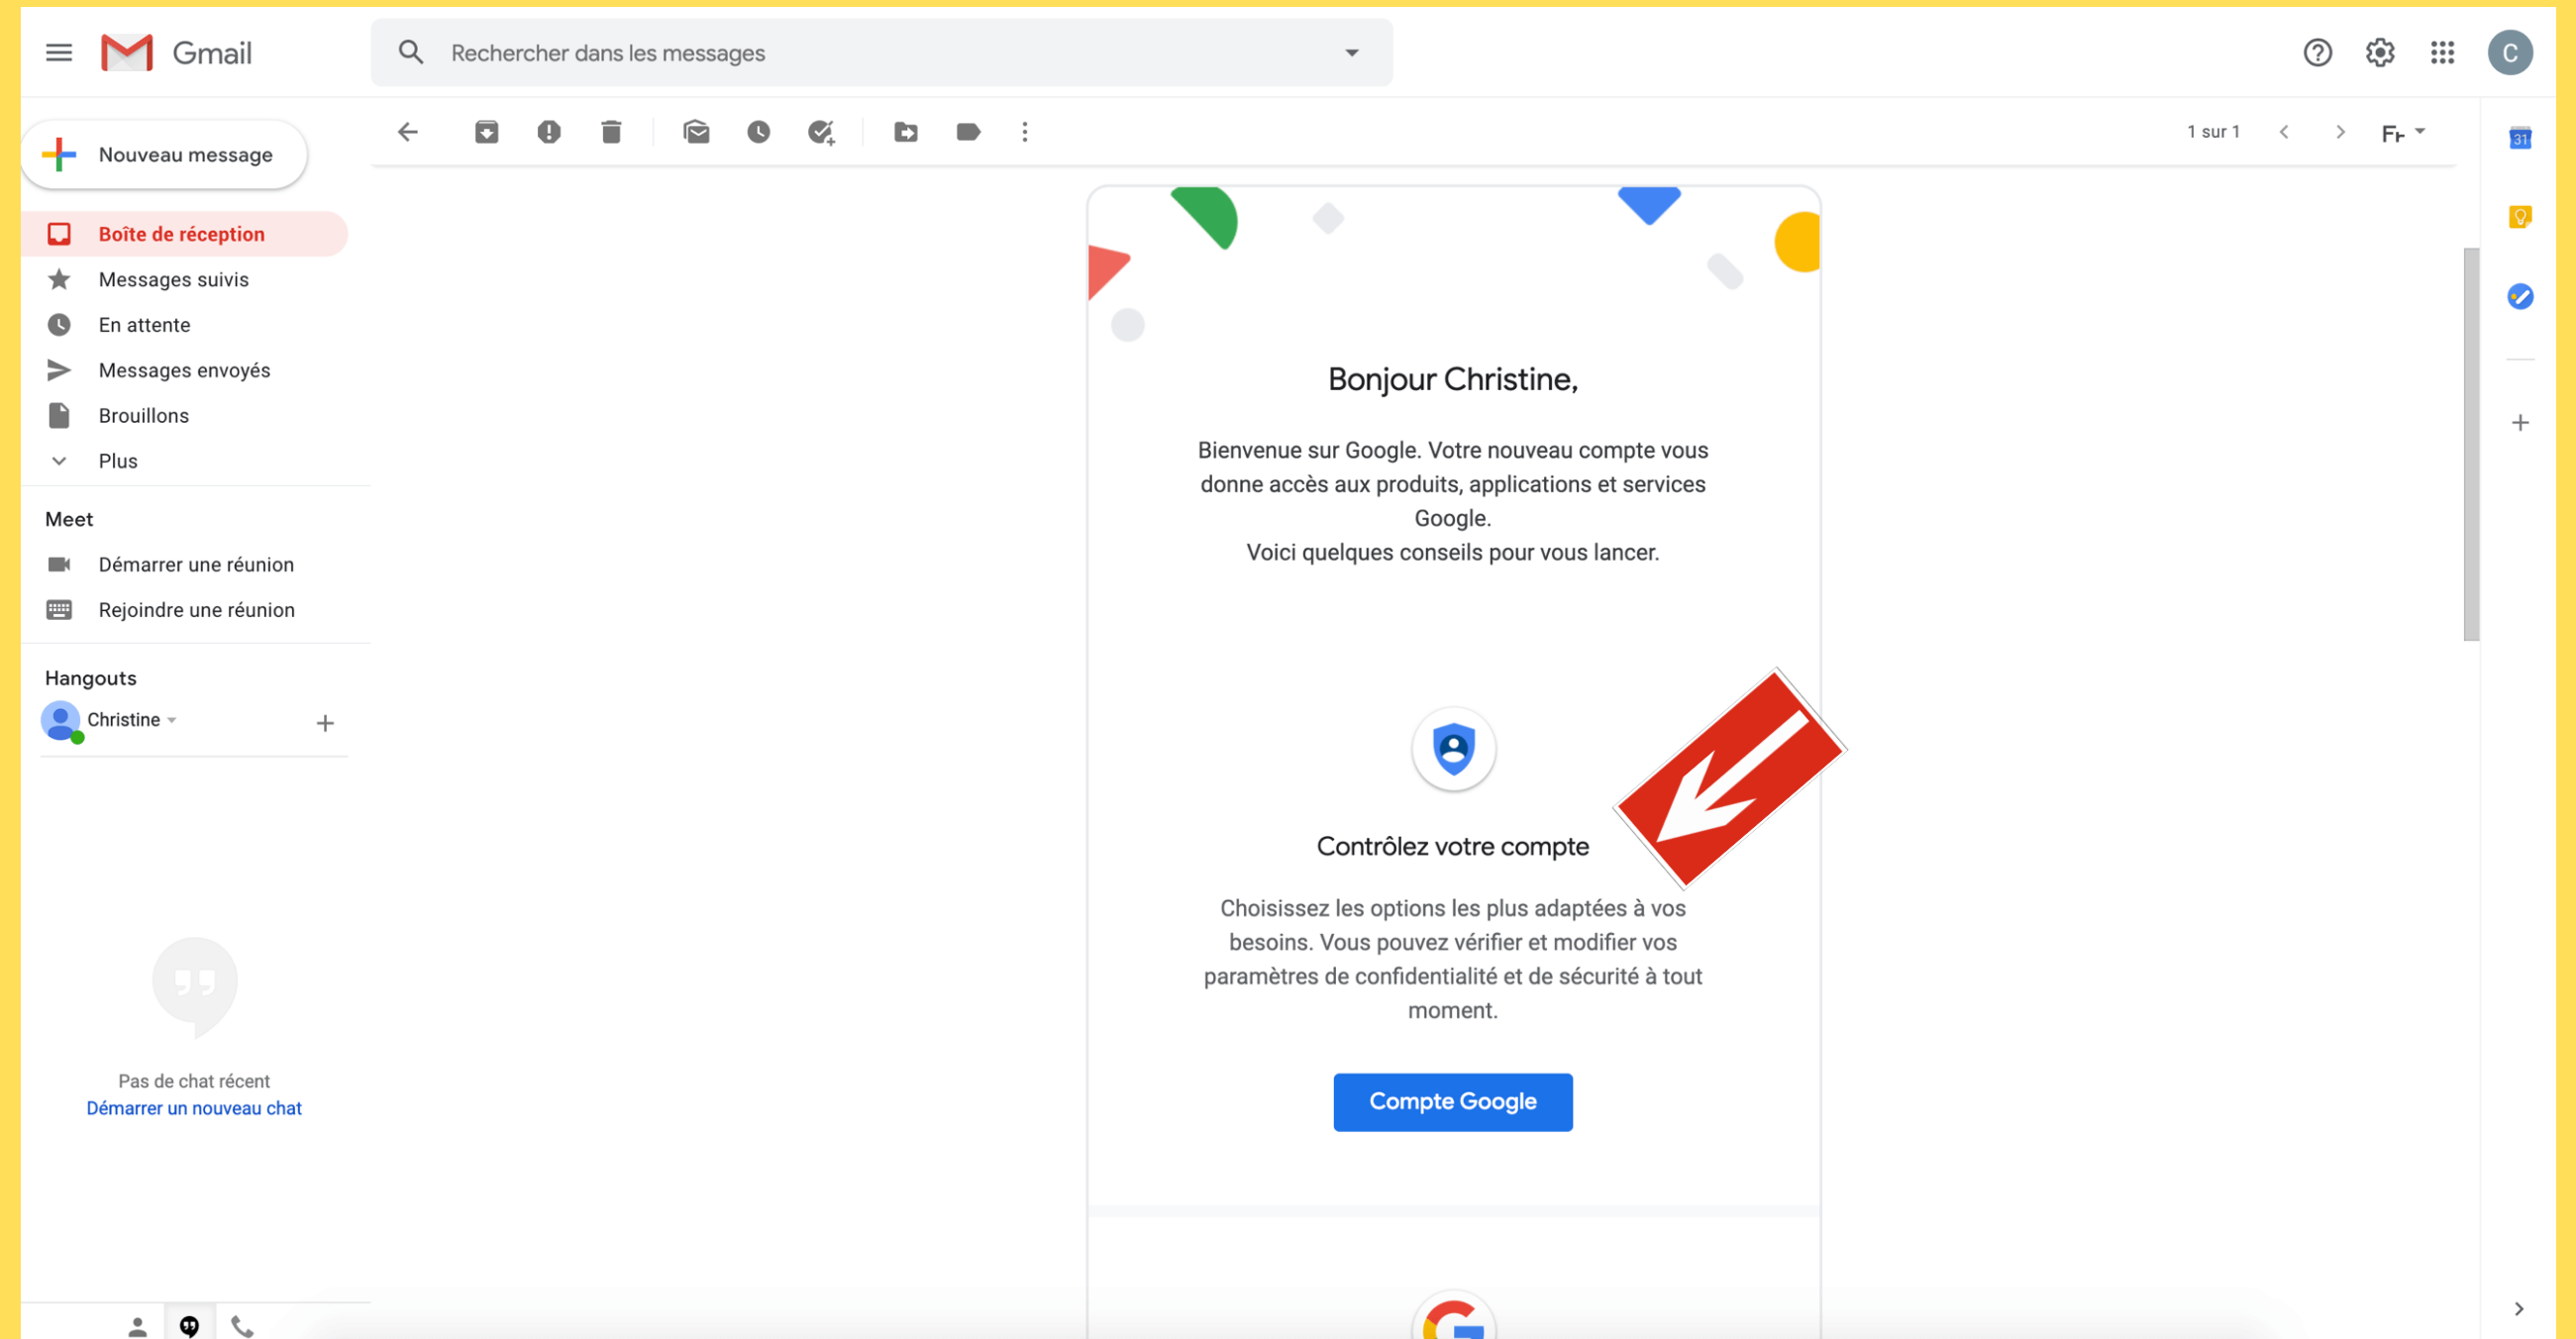 Gmail
Rechercher dans les messages
C
Nouveau message
1 sur 1
31
Boîte de réception
Messages suivis
En attente
Messages envoyés
Brouillons
Plus
Meet
Démarrer une réunion
Rejoindre une réunion
Hangouts
Christine
Pas de chat récent
Démarrer un nouveau chat
Bonjour Christine,
Bienvenue sur Google. Votre nouveau compte vous
donne accès aux produits, applications et services
Google.
Voici quelques conseils pour vous lancer.
Contrôlez votre compte
Choisissez les options les plus adaptées à vos
besoins. Vous pouvez vérifier et modifier vos
paramètres de confidentialité et de sécurité à tout
moment.
Compte Google